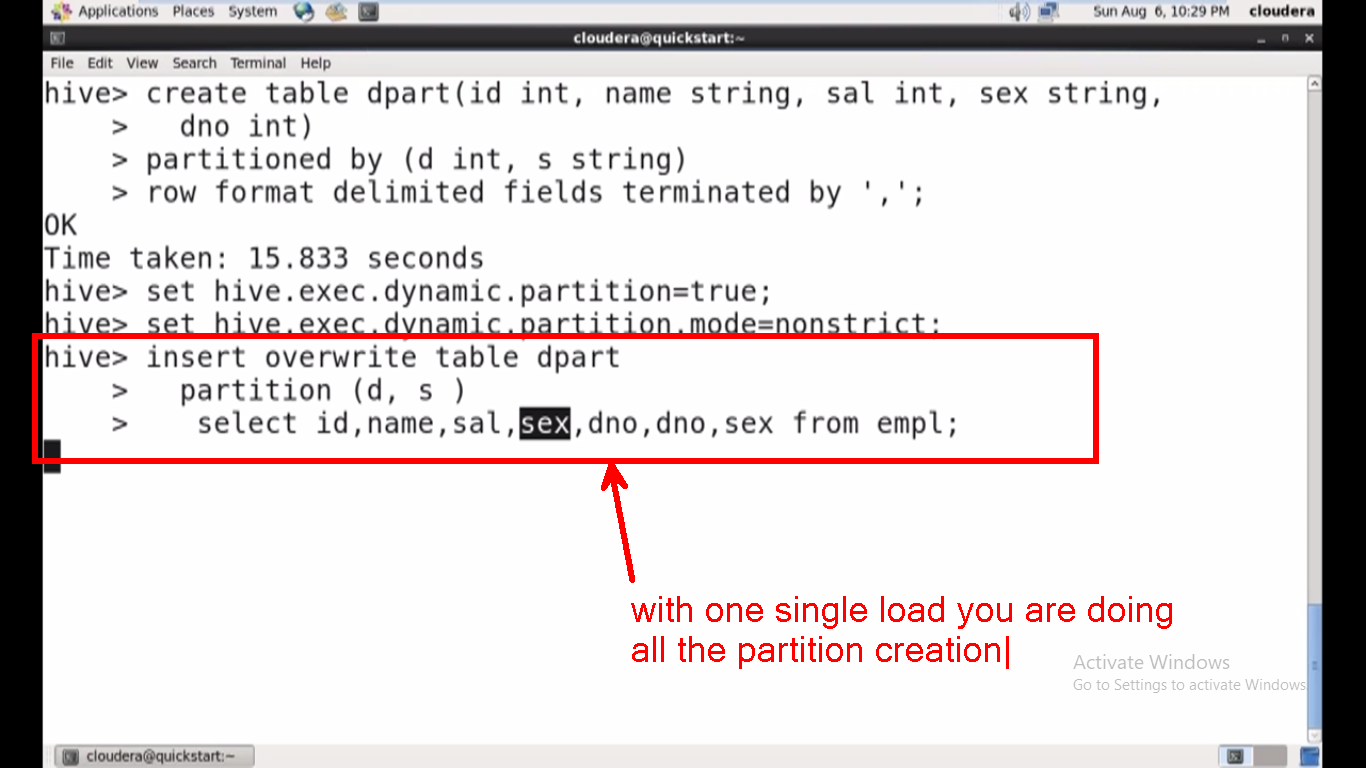 Applications Places System
Sun Aug 6, 10:29 PM cloudera
cloudera@quickstart:~
File Edit View Search Terminal Help
hive> create table dpart(id int, name string, sal int, sex string,
    >   dno int)
    > partitioned by (d int, s string)
    > row format delimited fields terminated by ',';
OK
Time taken: 15.833 seconds
hive> set hive.exec.dynamic.partition=true;
hive> set hive.exec.dynamic.partition.mode=nonstrict;
hive> insert overwrite table dpart
    >   partition (d, s )
    >    select id,name,sal,sex,dno,dno,sex from empl;
with one single load you are doing
all the partition creation
Activate Windows
Go to Settings to activate Windows.
cloudera@quickstart:~